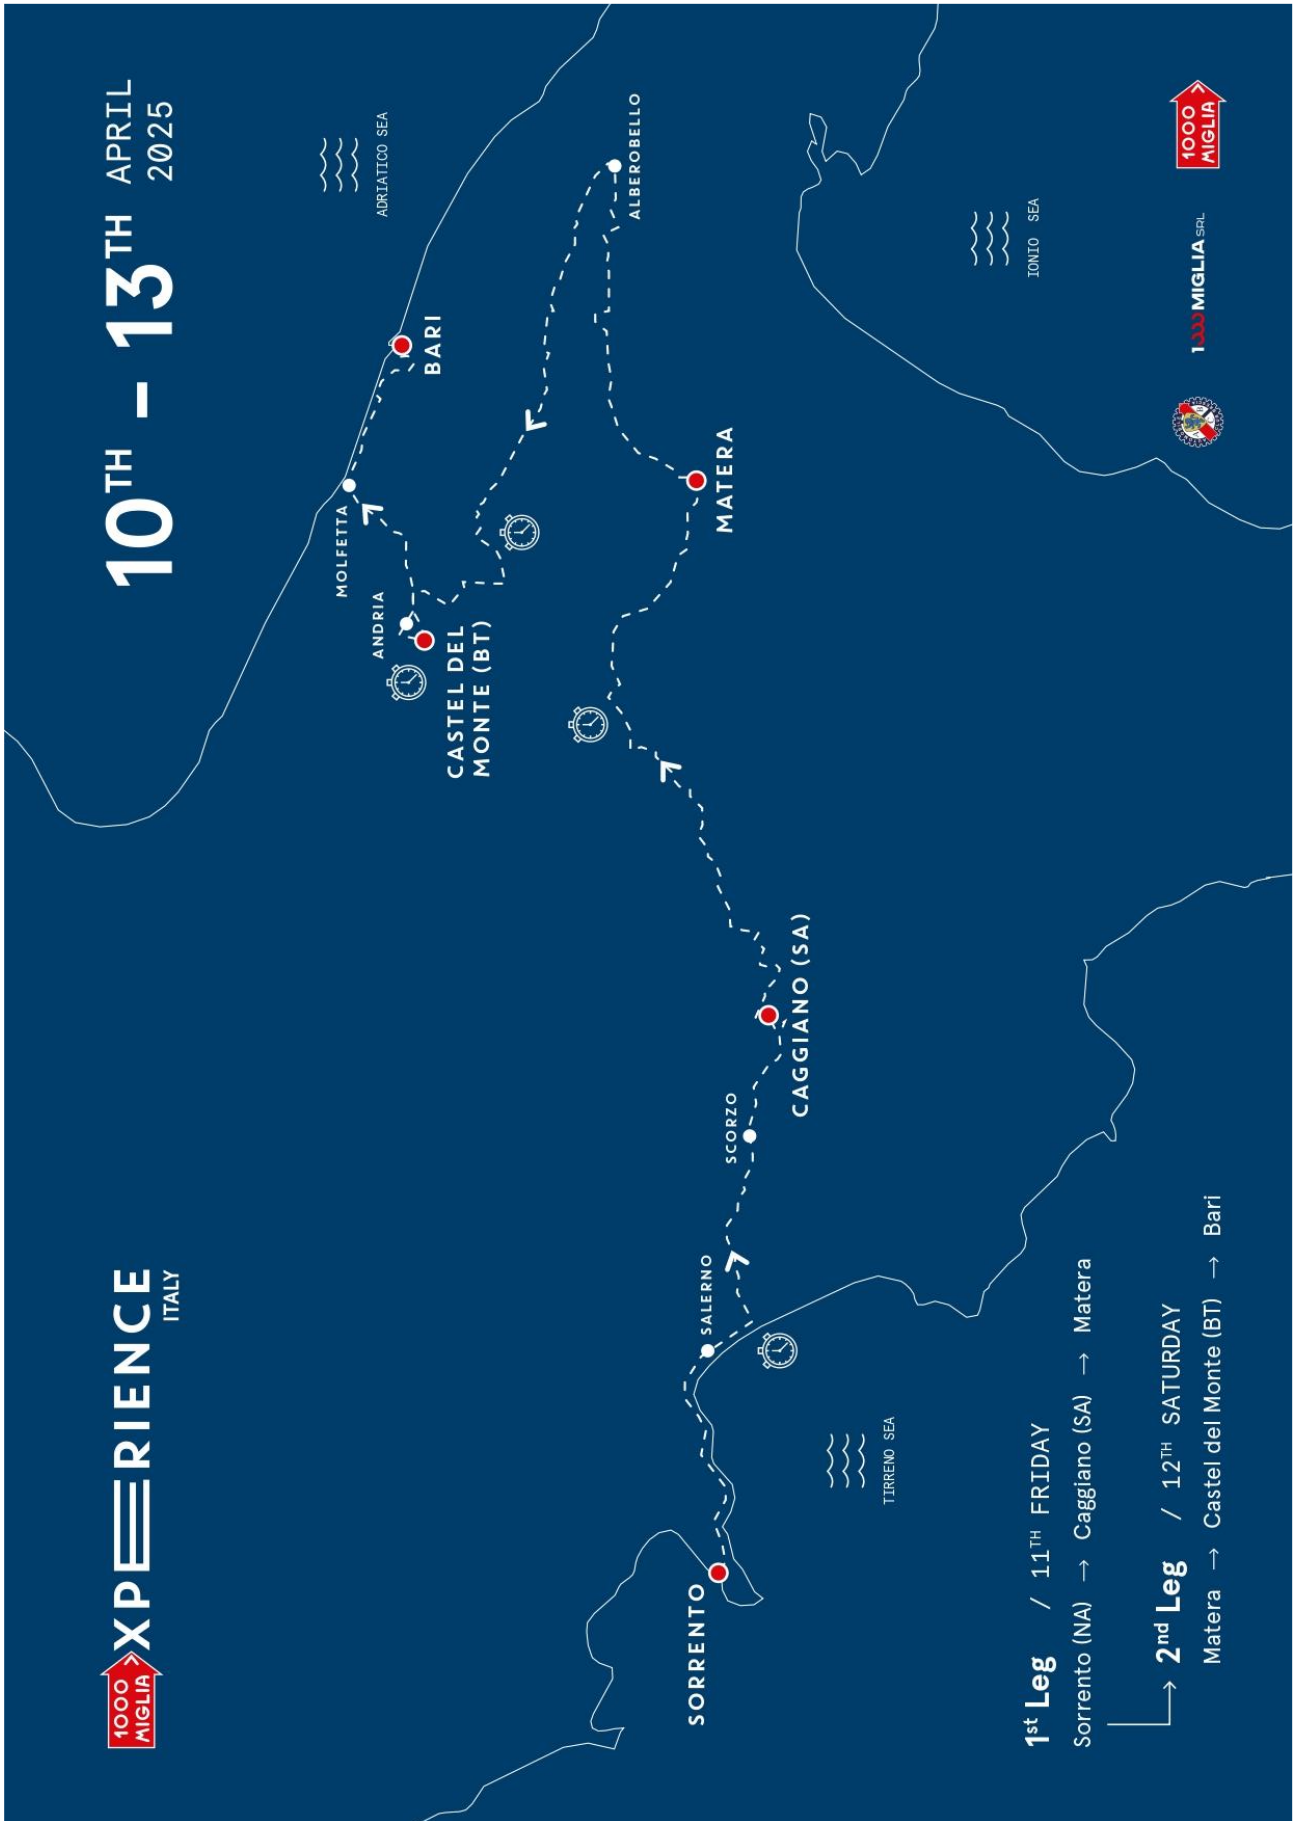 1000
MIGLIA
XPERIENCE
ITALY
10TH – 13TH APRIL
2025
ADRIATICO SEA
MOLFETTA
BARI
ANDRIA
CASTEL DEL
MONTE (BT)
ALBEROBELLO
MATERA
SALERNO
SCORZO
SORRENTO
CAGGIANO (SA)
TIRRENO SEA
IONIO SEA
1st Leg / 11TH FRIDAY
Sorrento (NA) → Caggiano (SA) → Matera
2nd Leg / 12TH SATURDAY
Matera → Castel del Monte (BT) → Bari
1000 MIGLIA SRL
1000
MIGLIA